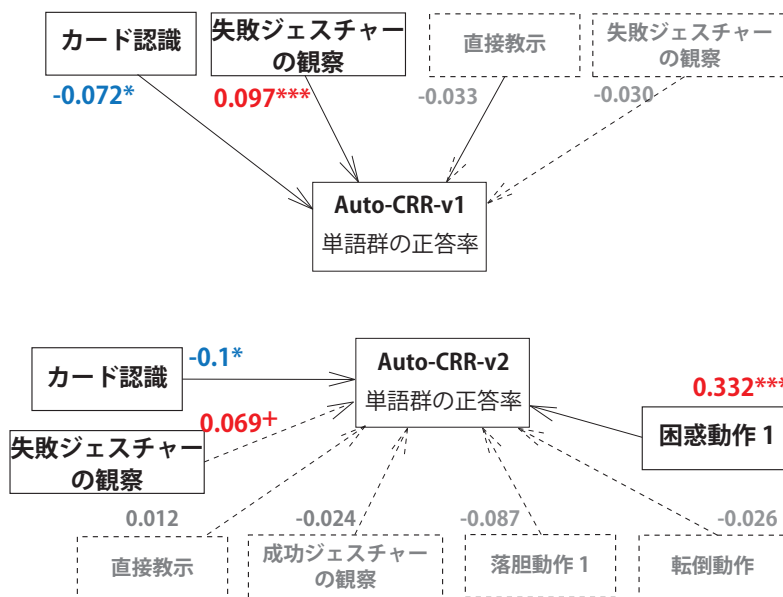 カード認識
失敗ジェスチャー
の観察
直接教示
失敗ジェスチャー
の観察
-0.072*
0.097***
-0.033
-0.030
Auto-CRR-v1
単語群の正答率
カード認識
-0.1*
Auto-CRR-v2
単語群の正答率
0.332***
困惑動作 1
0.069+
失敗ジェスチャー
の観察
0.012
-0.024
-0.087
-0.026
直接教示
成功ジェスチャー
の観察
落胆動作 1
転倒動作